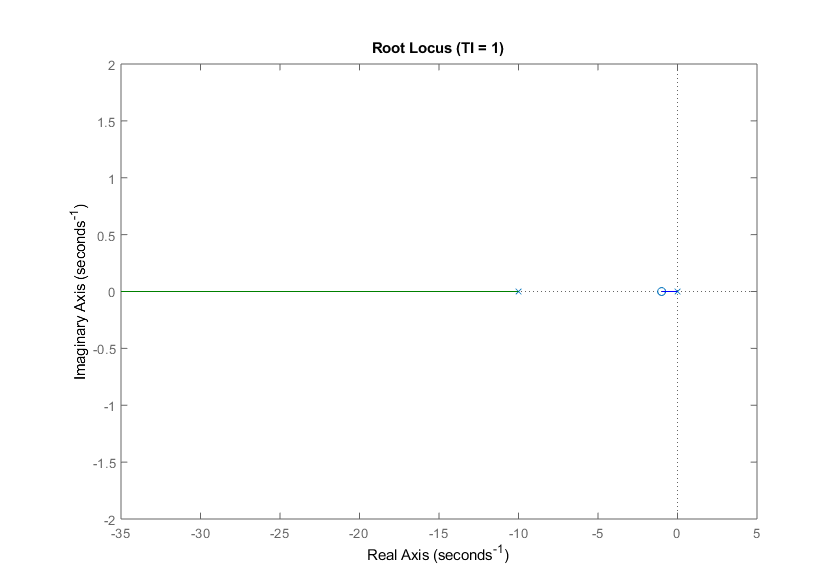 Root Locus (TI = 1)
2
1.5
1
0.5
0
-0.5
-1
-1.5
-2
Imaginary Axis (seconds⁻¹)
-35 -30 -25 -20 -15 -10 -5 0 5
Real Axis (seconds⁻¹)